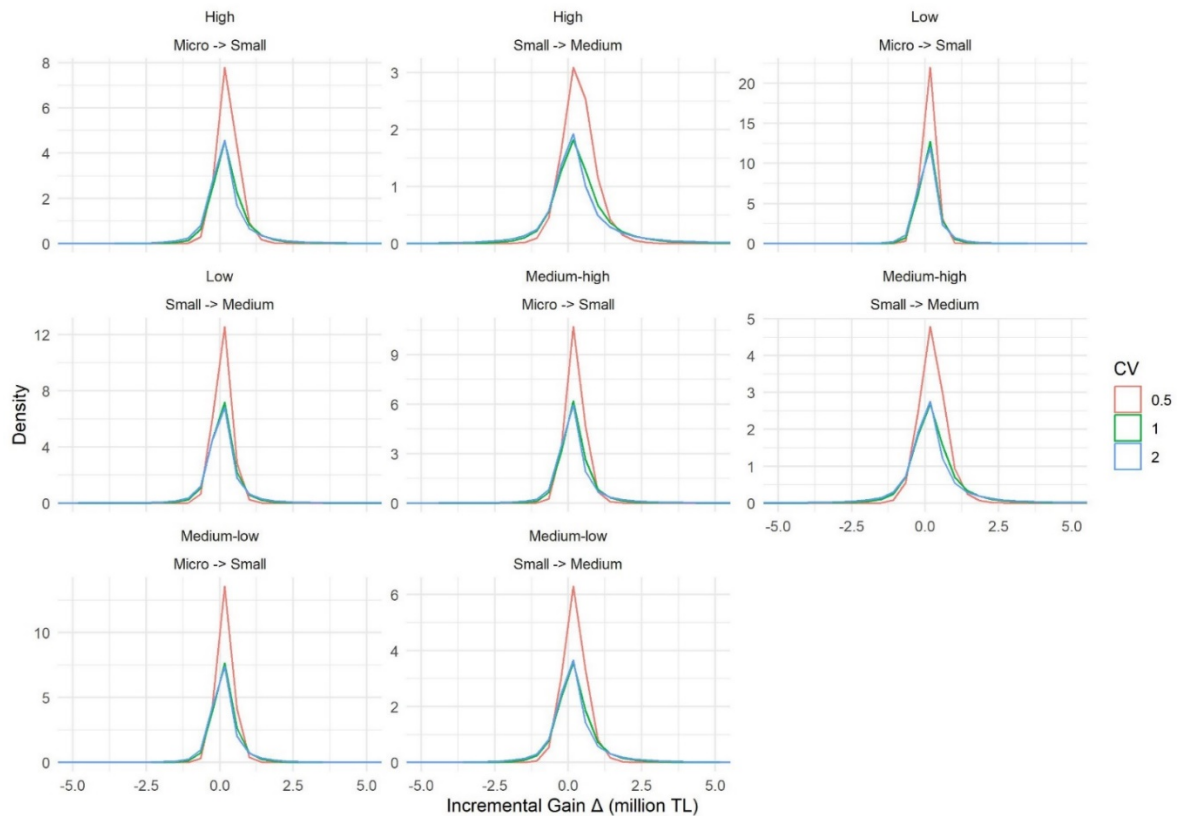 High
Micro -> Small
8
6
4
2
0
High
Small -> Medium
3
2
1
0
Low
Micro -> Small
20
15
10
5
0
Low
Small -> Medium
12
8
4
0
Medium-high
Micro -> Small
9
6
3
0
Medium-high
Small -> Medium
5
4
3
2
1
0
-5.0 -2.5 0.0 2.5 5.0
Medium-low
Micro -> Small
10
5
0
-5.0 -2.5 0.0 2.5 5.0
Medium-low
Small -> Medium
6
4
2
0
-5.0 -2.5 0.0 2.5 5.0
Density
Incremental Gain Δ (million TL)
CV
0.5
1
2